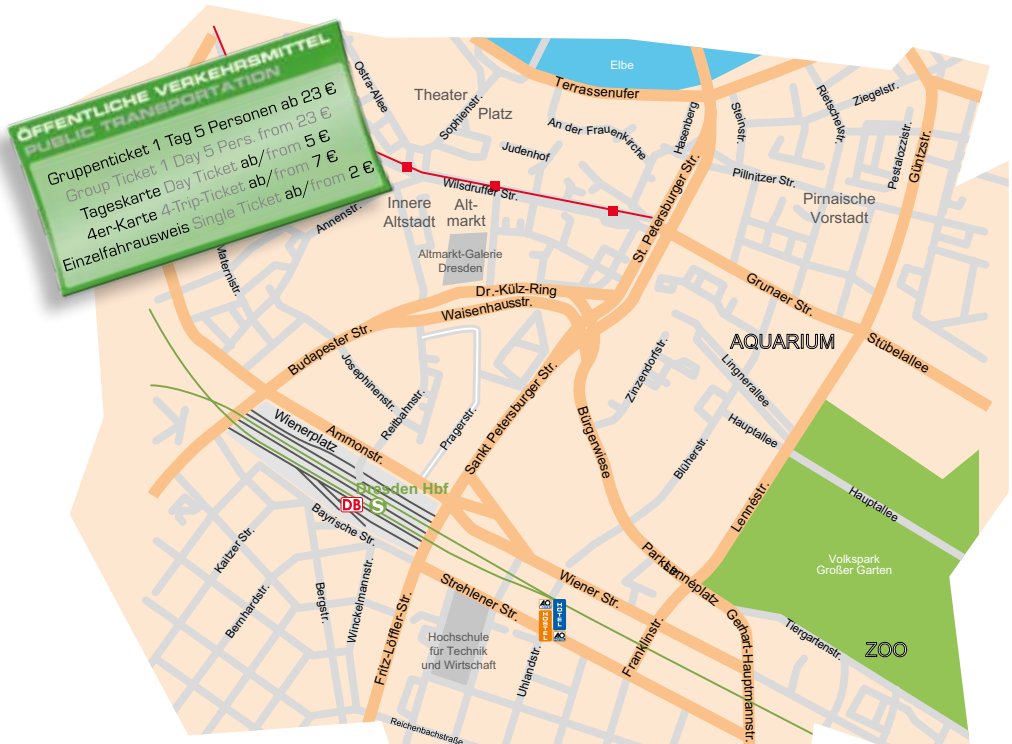 ÖFFENTLICHE VERKEHRSMITTEL
PUBLIC TRANSPORTATION
Gruppenticket 1 Tag 5 Personen ab 23 €
Group Ticket 1 Day 5 Pers. from 23 €
Tageskarte Day Ticket ab/from 5 €
4er-Karte 4-Trip-Ticket ab/from 7 €
Einzelfahrausweis Single Ticket ab/from 2 €
Elbe
Terrassenufer
Ostra-Allee
Theater
Platz
Sophienstr.
An der Frauenkirche
Judenhof
Hasenberg
Steinstr.
Rietschelstr.
Ziegelstr.
Pestalozzistr.
Güntzstr.
Pillnitzer Str.
Pirnaische
Vorstadt
Wilsdruffer Str.
Innere
Altstadt
Alt-
markt
Annenstr.
Maternistr.
Altmarkt-Galerie
Dresden
St. Petersburger Str.
Grunaer Str.
Stübelallee
Dr.-Külz-Ring
Waisenhausstr.
Budapester Str.
AQUARIUM
Lingnerallee
Zinzendorfstr.
Josephinenstr.
Reitbahnstr.
Pragerstr.
Sankt Petersburger Str.
Bürgerwiese
Blüherstr.
Hauptallee
Hauptallee
Lennéstr.
Wienerplatz
Ammonstr.
Dresden Hbf
DB
S
Bayrische Str.
Kaitzer Str.
Bernhardstr.
Bergstr.
Winckelmannstr.
Fritz-Löffler-Str.
Strehlener Str.
Wiener Str.
Parkstr.
Lennéplatz
Volkspark
Großer Garten
Gerhart-Hauptmannstr.
Tiergartenstr.
ZOO
Franklinstr.
Uhlandstr.
AO
HOTEL
HOSTEL
AO
Hochschule
für Technik
und Wirtschaft
Reichenbachstraße